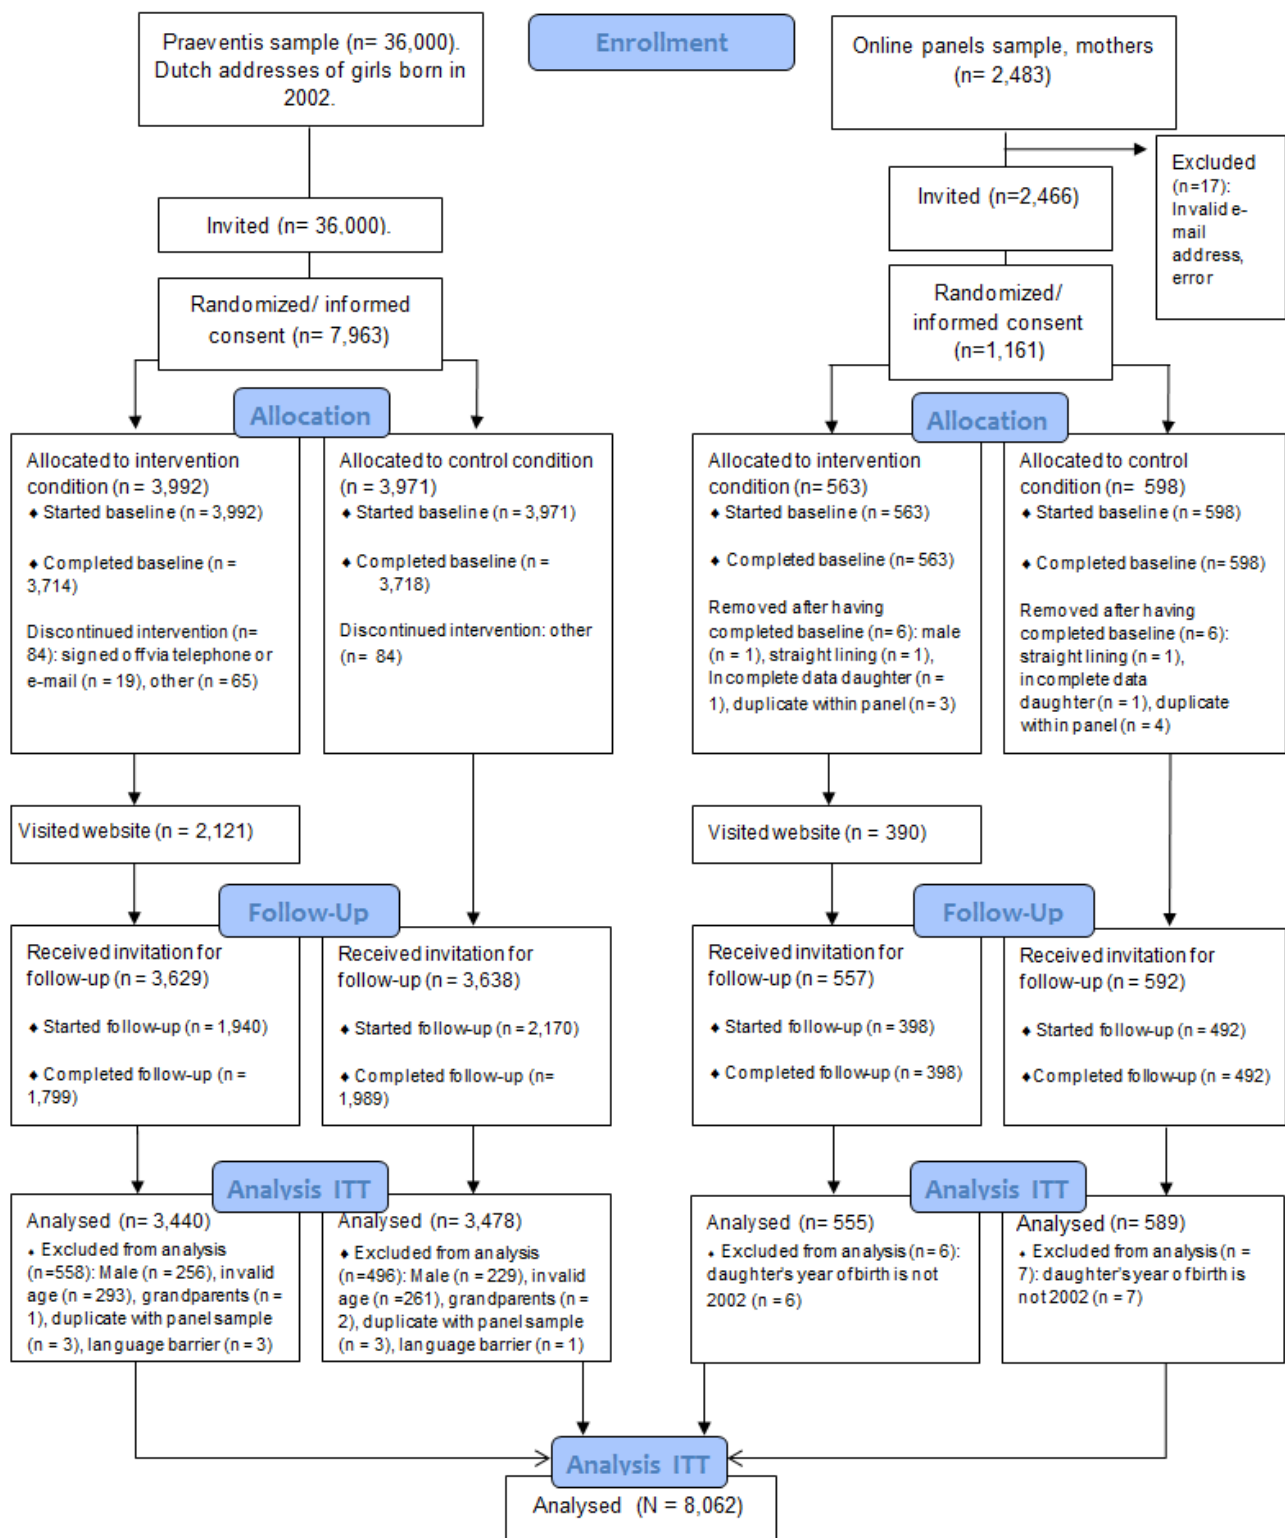 Praeventis sample (n= 36,000).
Dutch addresses of girls born in
2002.
Enrollment
Online panels sample, mothers
(n= 2,483)
Excluded
(n=17):
Invalid e-
mail
address,
error
Invited (n= 36,000).
Invited (n=2,466)
Randomized/ informed
consent (n= 7,963)
Randomized/
informed consent
(n=1,161)
Allocation
Allocated to intervention
condition (n = 3,992)
♦ Started baseline (n = 3,992)
♦ Completed baseline (n =
3,714)
Discontinued intervention (n=
84): signed off via telephone or
e-mail (n = 19), other (n = 65)
Allocated to control condition
(n = 3,971)
♦ Started baseline (n = 3,971)
♦ Completed baseline (n =
3,718)
Discontinued intervention: other
(n= 84)
Allocation
Allocated to intervention
condition (n= 563)
♦ Started baseline (n = 563)
♦ Completed baseline (n= 563)
Removed after having
completed baseline (n= 6): male
(n = 1), straight lining (n = 1),
Incomplete data daughter (n =
1), duplicate within panel (n = 3)
Allocated to control
condition (n= 598)
♦ Started baseline (n = 598)
♦ Completed baseline (n= 598)
Removed after having
completed baseline (n= 6):
straight lining (n = 1),
incomplete data
daughter (n = 1), duplicate
within panel (n = 4)
Visited website (n = 2,121)
Visited website (n = 390)
Follow-Up
Received invitation for
follow-up (n = 3,629)
♦ Started follow-up (n = 1,940)
♦ Completed follow-up (n =
1,799)
Received invitation for
follow-up (n = 3,638)
♦ Started follow-up (n = 2,170)
♦ Completed follow-up (n=
1,989)
Follow-Up
Received invitation for
follow-up (n = 557)
♦ Started follow-up (n = 398)
♦ Completed follow-up (n = 398)
Received invitation for
follow-up (n = 592)
♦ Started follow-up (n = 492)
♦ Completed follow-up (n = 492)
Analysis ITT
Analysed (n= 3,440)
♦ Excluded from analysis
(n=558): Male (n = 256), invalid
age (n = 293), grandparents (n =
1), duplicate with panel sample
(n = 3), language barrier (n = 3)
Analysed (n= 3,478)
♦ Excluded from analysis
(n=496): Male (n = 229), invalid
age (n =261), grandparents (n =
2), duplicate with panel sample
(n = 3), language barrier (n = 1)
Analysis ITT
Analysed (n= 555)
♦ Excluded from analysis (n = 6):
daughter's year of birth is not
2002 (n = 6)
Analysed (n= 589)
♦ Excluded from analysis (n =
7): daughter's year of birth is
not 2002 (n = 7)
Analysis ITT
Analysed (N = 8,062)